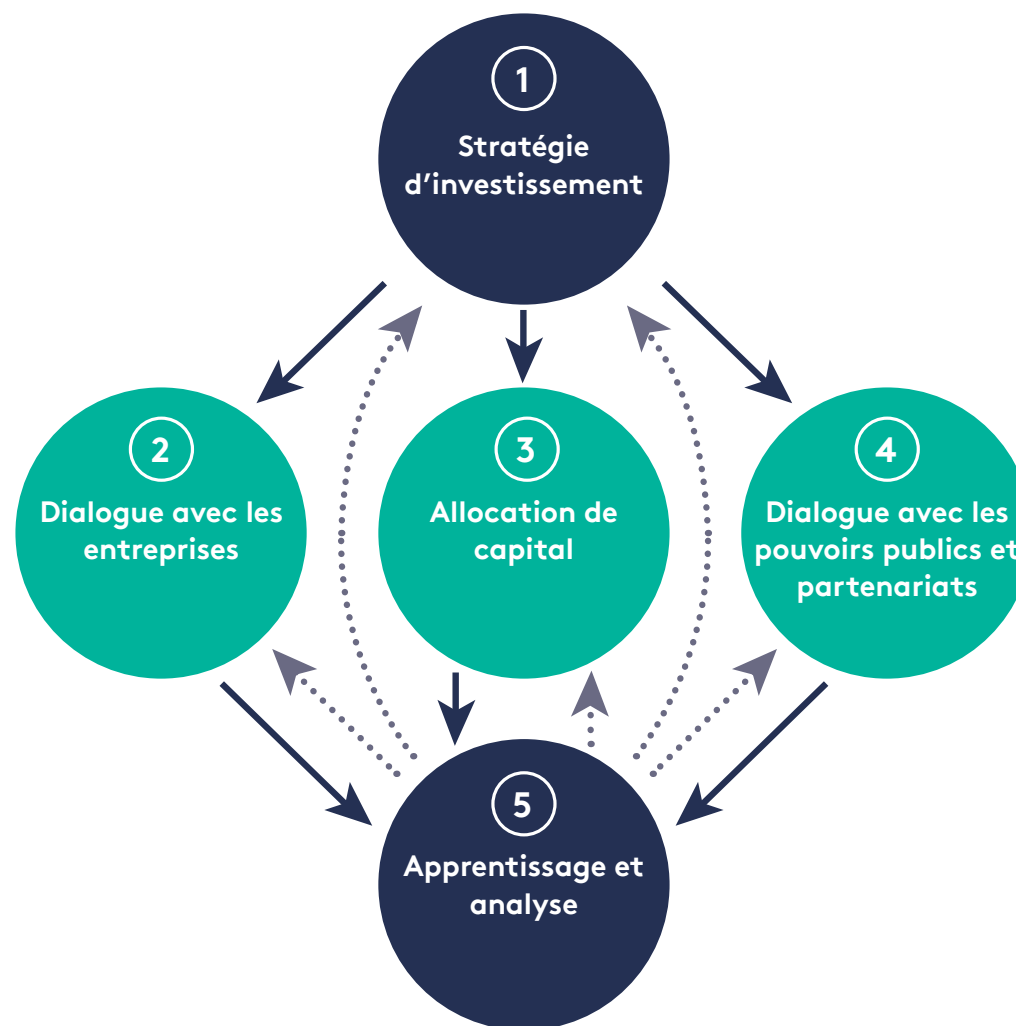 1
Stratégie
d’investissement
2
Dialogue avec les
entreprises
3
Allocation de
capital
4
Dialogue avec les
pouvoirs publics et
partenariats
5
Apprentissage et
analyse